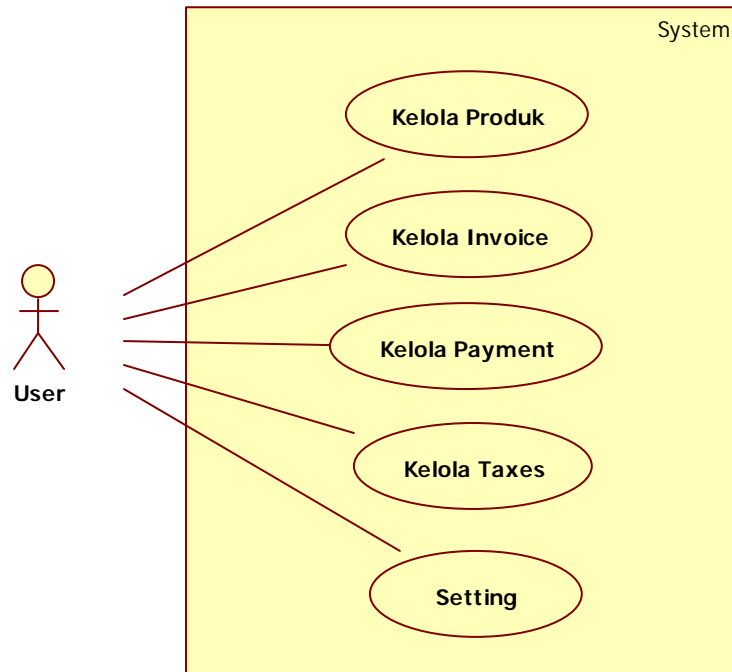 System
Kelola Produk
Kelola Invoice
Kelola Payment
User
Kelola Taxes
Setting